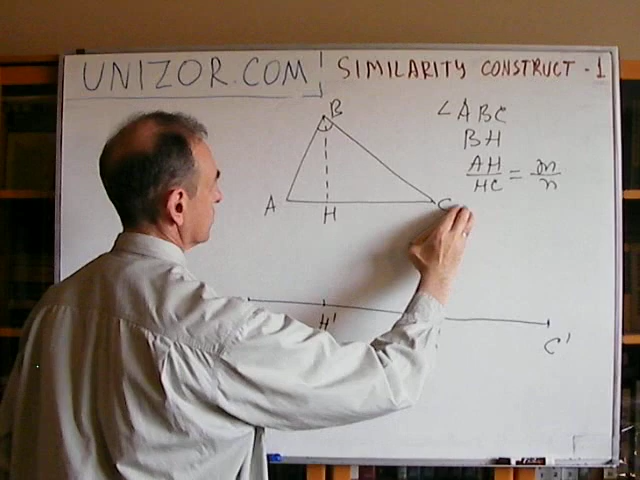 UNIZOR.COM
SIMILARITY CONSTRUCT - 1
B
∠ABC
BH
AH/HC = m/n
A H C
H' C'